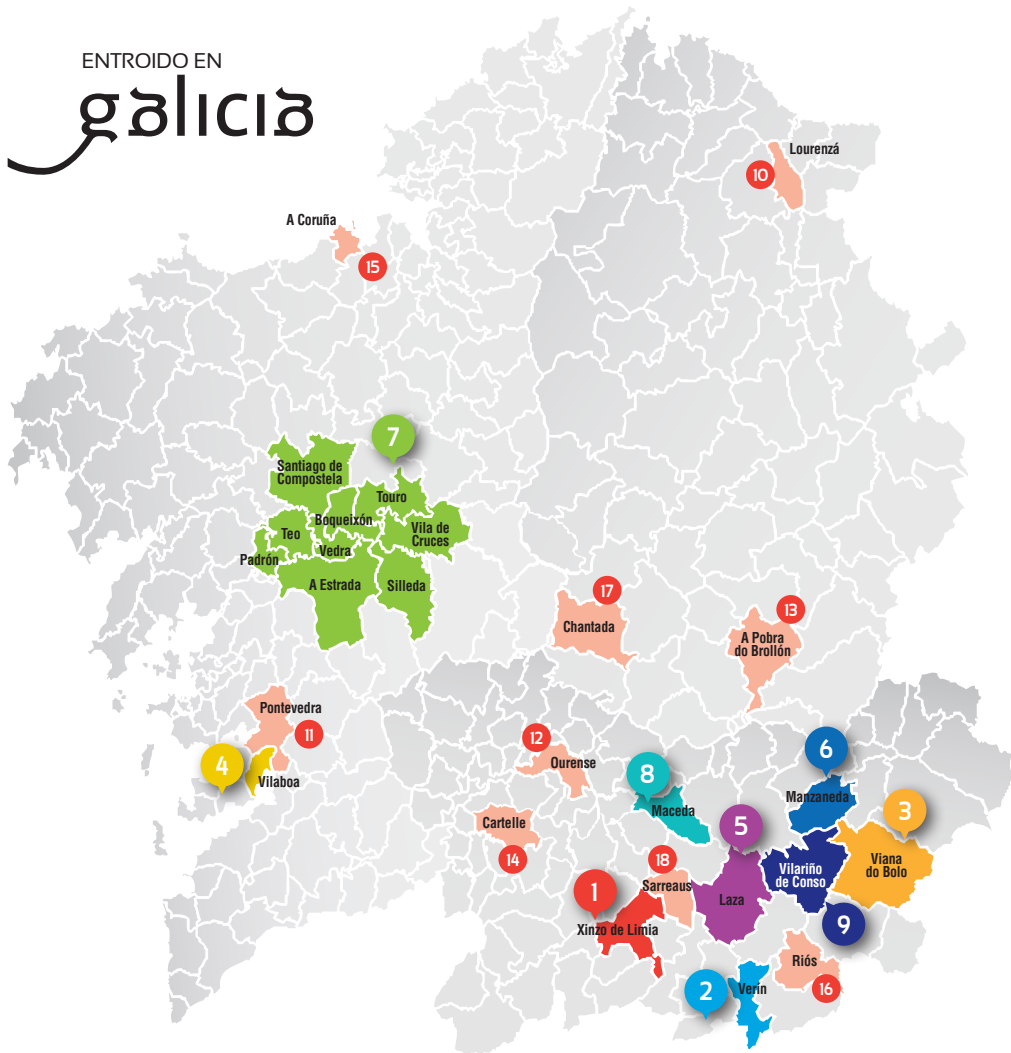 ENTROIDO EN
galicia
Lourenzá
10
A Coruña
15
7
Santiago de
Compostela
Touro
Boqueixón
Teo
Vila de
Cruces
Vedra
Padrón
A Estrada
Silleda
17
Chantada
13
A Pobra
do Brollón
Pontevedra
11
4
Vilaboa
12
Ourense
8
Maceda
6
Manzaneda
3
Viana
do Bolo
5
Laza
Vilariño
de Conso
9
Cartelle
14
18
Sarreaus
1
Xinzo de Limia
Riós
16
2
Verín